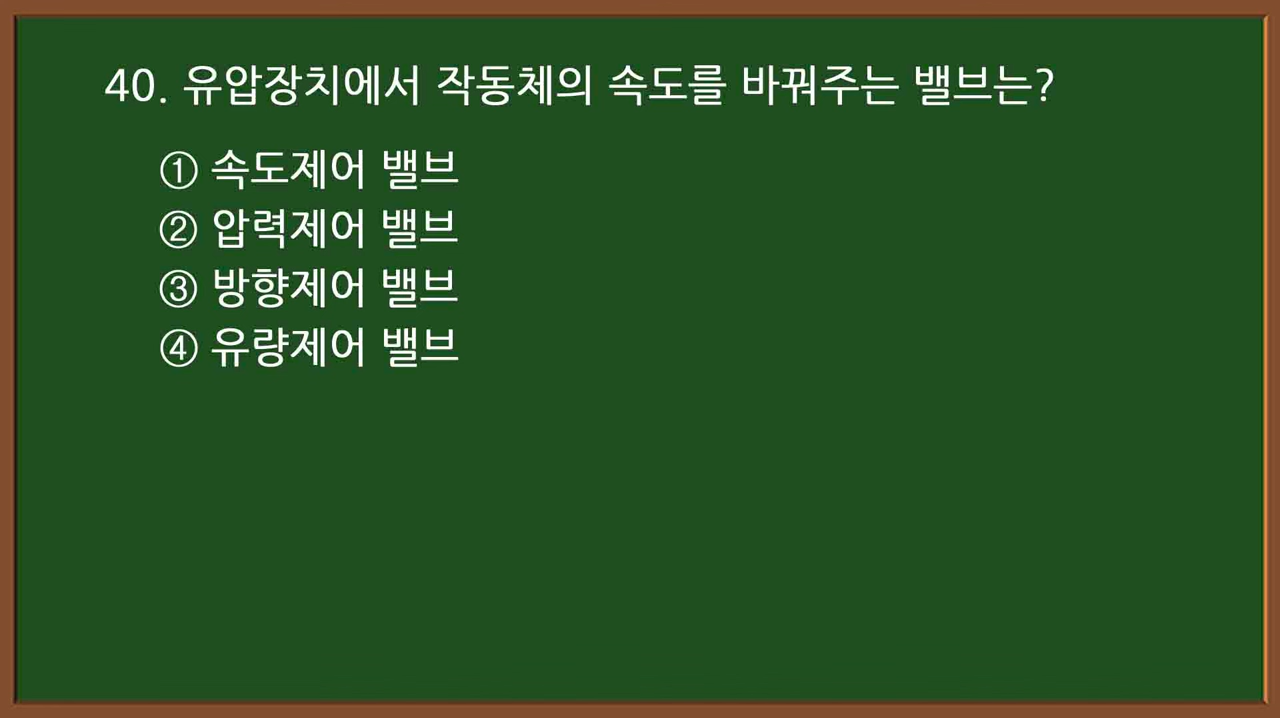 40. 유압장치에서 작동체의 속도를 바꿔주는 밸브는?
① 속도제어 밸브
② 압력제어 밸브
③ 방향제어 밸브
④ 유량제어 밸브